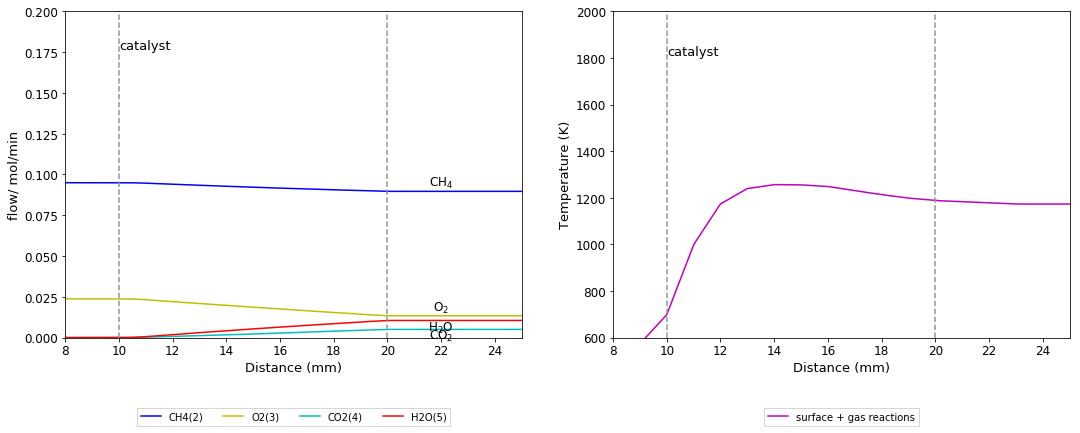 0.200
0.175
0.150
0.125
0.100
0.075
0.050
0.025
0.000
flow/ mol/min
catalyst
CH₄
O₂
H₂O
CO₂
8 10 12 14 16 18 20 22 24
Distance (mm)
CH4(2) O2(3) CO2(4) H2O(5)
2000
1800
1600
1400
1200
1000
800
600
Temperature (K)
catalyst
8 10 12 14 16 18 20 22 24
Distance (mm)
surface + gas reactions